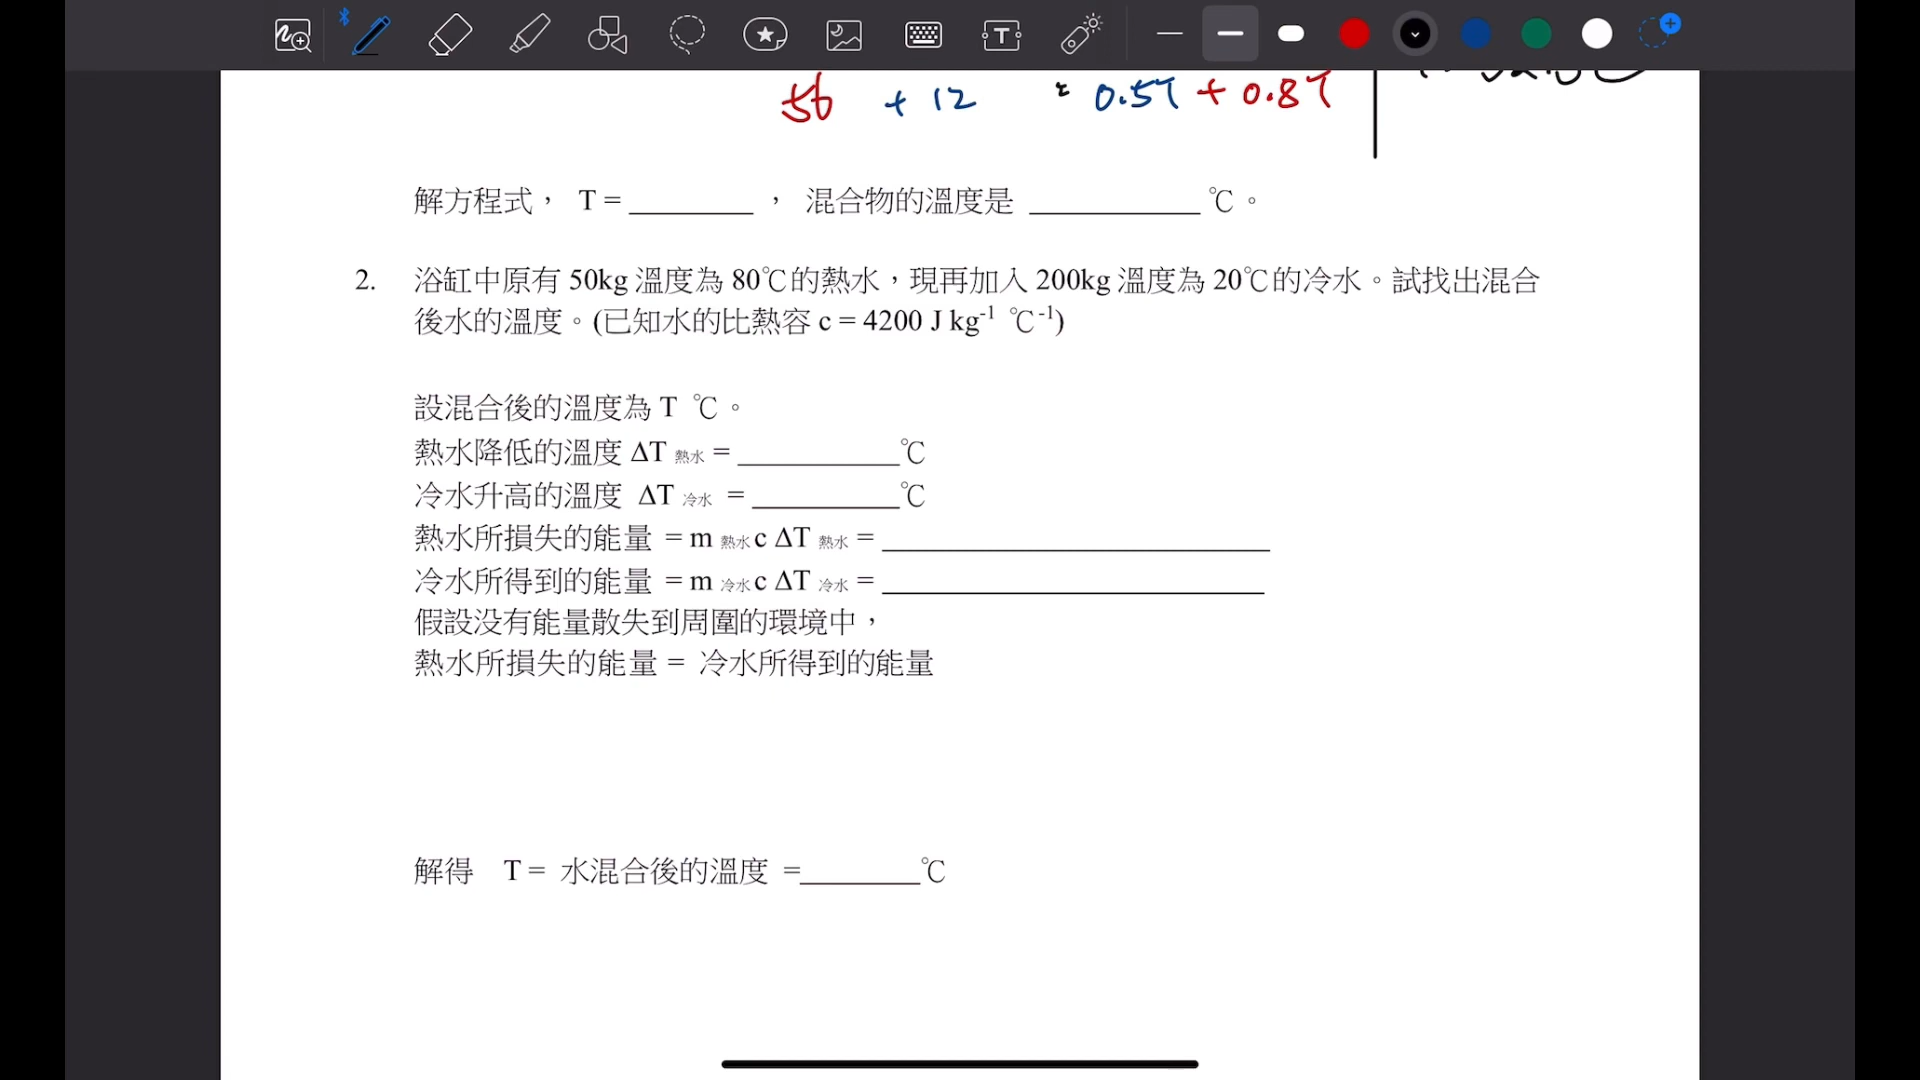 56 + 12 = 0.5T + 0.8T
解方程式， T = ________ ， 混合物的溫度是 ___________ ℃。
2. 浴缸中原有 50kg 溫度為 80℃的熱水，現再加入 200kg 溫度為 20℃的冷水。試找出混合
後水的溫度。(已知水的比熱容 c = 4200 J kg⁻¹ ℃⁻¹)
設混合後的溫度為 T ℃。
熱水降低的溫度 ΔT 熱水 = ___________℃
冷水升高的溫度 ΔT 冷水 = __________℃
熱水所損失的能量 = m 熱水 c ΔT 熱水 = __________________________
冷水所得到的能量 = m 冷水 c ΔT 冷水 = __________________________
假設没有能量散失到周圍的環境中，
熱水所損失的能量 = 冷水所得到的能量
解得 T = 水混合後的溫度 =________℃